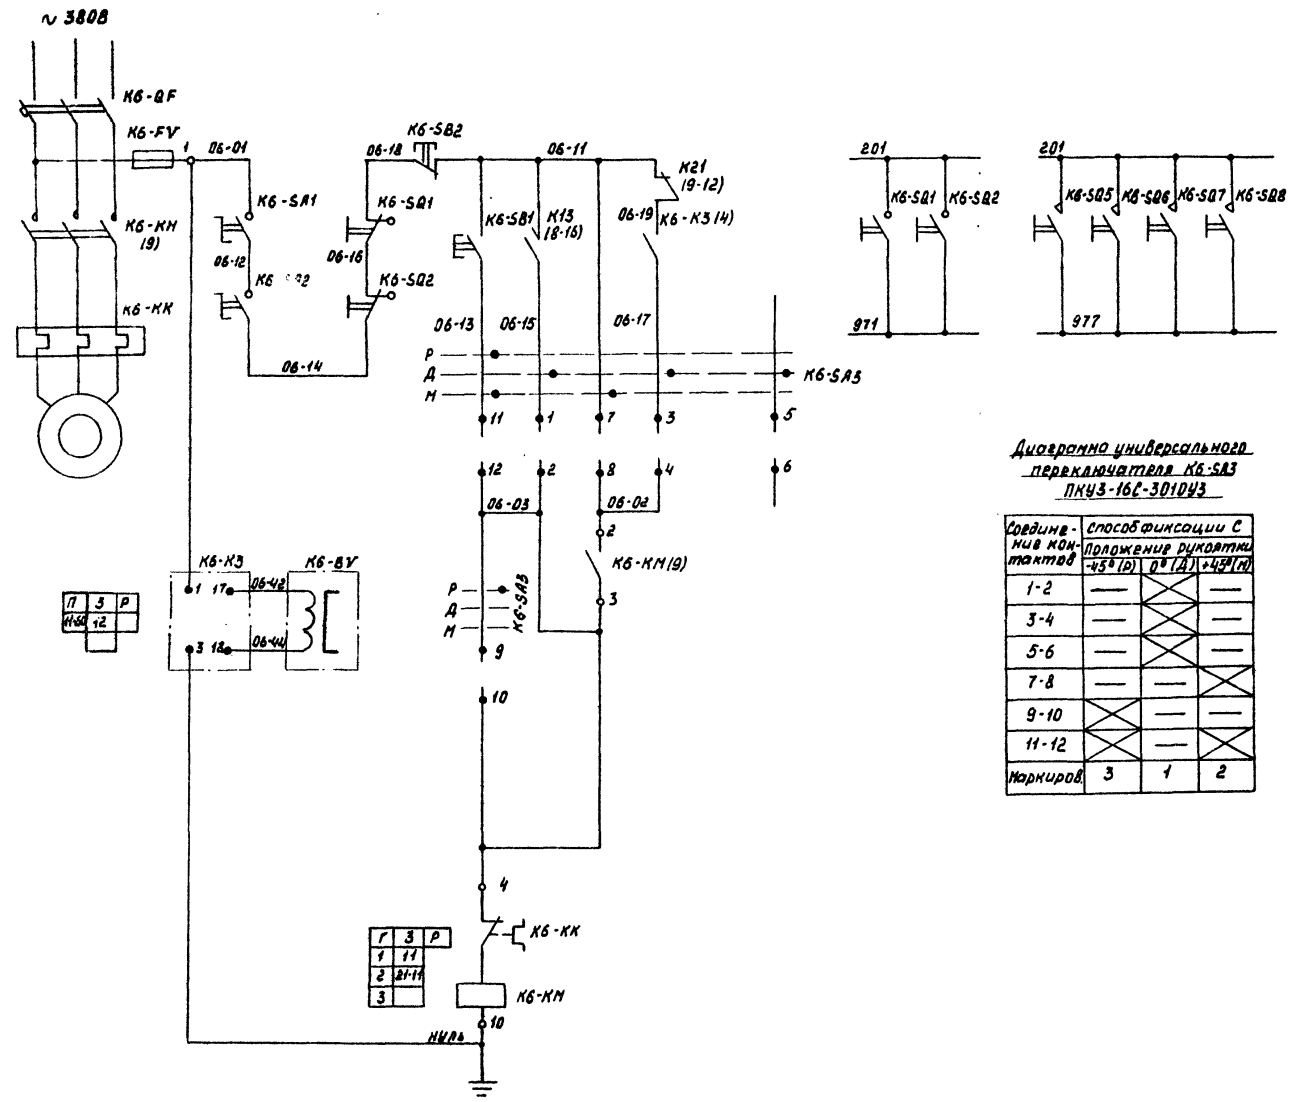 ~ 380В
К6-QF
К6-FV
1
06-01
К6-SA1
06-12
К6
06-14
06-18
К6-SB2
К6-SQ1
06-16
К6-SQ2
06-11
К21
(9-12)
К6-SB1
К13
(8-16)
06-19
К6-К3(4)
06-13
06-15
06-17
К6-КМ
(9)
К6-КК
Р
Д
М
К6-SA3
11
1
7
3
5
12
2
8
4
6
06-03
06-02
2
К6-КМ(9)
3
Р
Д
М
К6-SA3
9
10
К6-К3
К6-BV
1
17
06-42
3
18
06-44
П
З
Р
12
4
К6-КК
Г
З
Р
1
11
2
21-11
3
К6-КМ
10
НУЛЬ
201
К6-SQ1
К6-SQ2
971
201
К6-SQ5
К6-SQ6
К6-SQ7
К6-SQ8
977
Диаграмма универсального
переключателя К6-SA3
ПКУ3-16С-3010У3
Соедине-
ние кон-
тактов
способ фиксации С
Положение рукоятки
-45°(Р)
0°(Д)
+45°(М)
1-2
3-4
5-6
7-8
9-10
11-12
Маркиров.
3
1
2